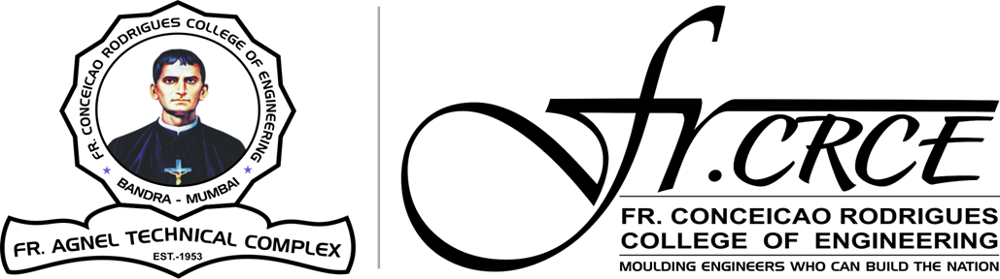 FR. CONCEICAO RODRIGUES COLLEGE OF ENGINEERING
BANDRA - MUMBAI
FR. AGNEL TECHNICAL COMPLEX
EST.-1953
fr.CRCE
FR. CONCEICAO RODRIGUES
COLLEGE OF ENGINEERING
MOULDING ENGINEERS WHO CAN BUILD THE NATION